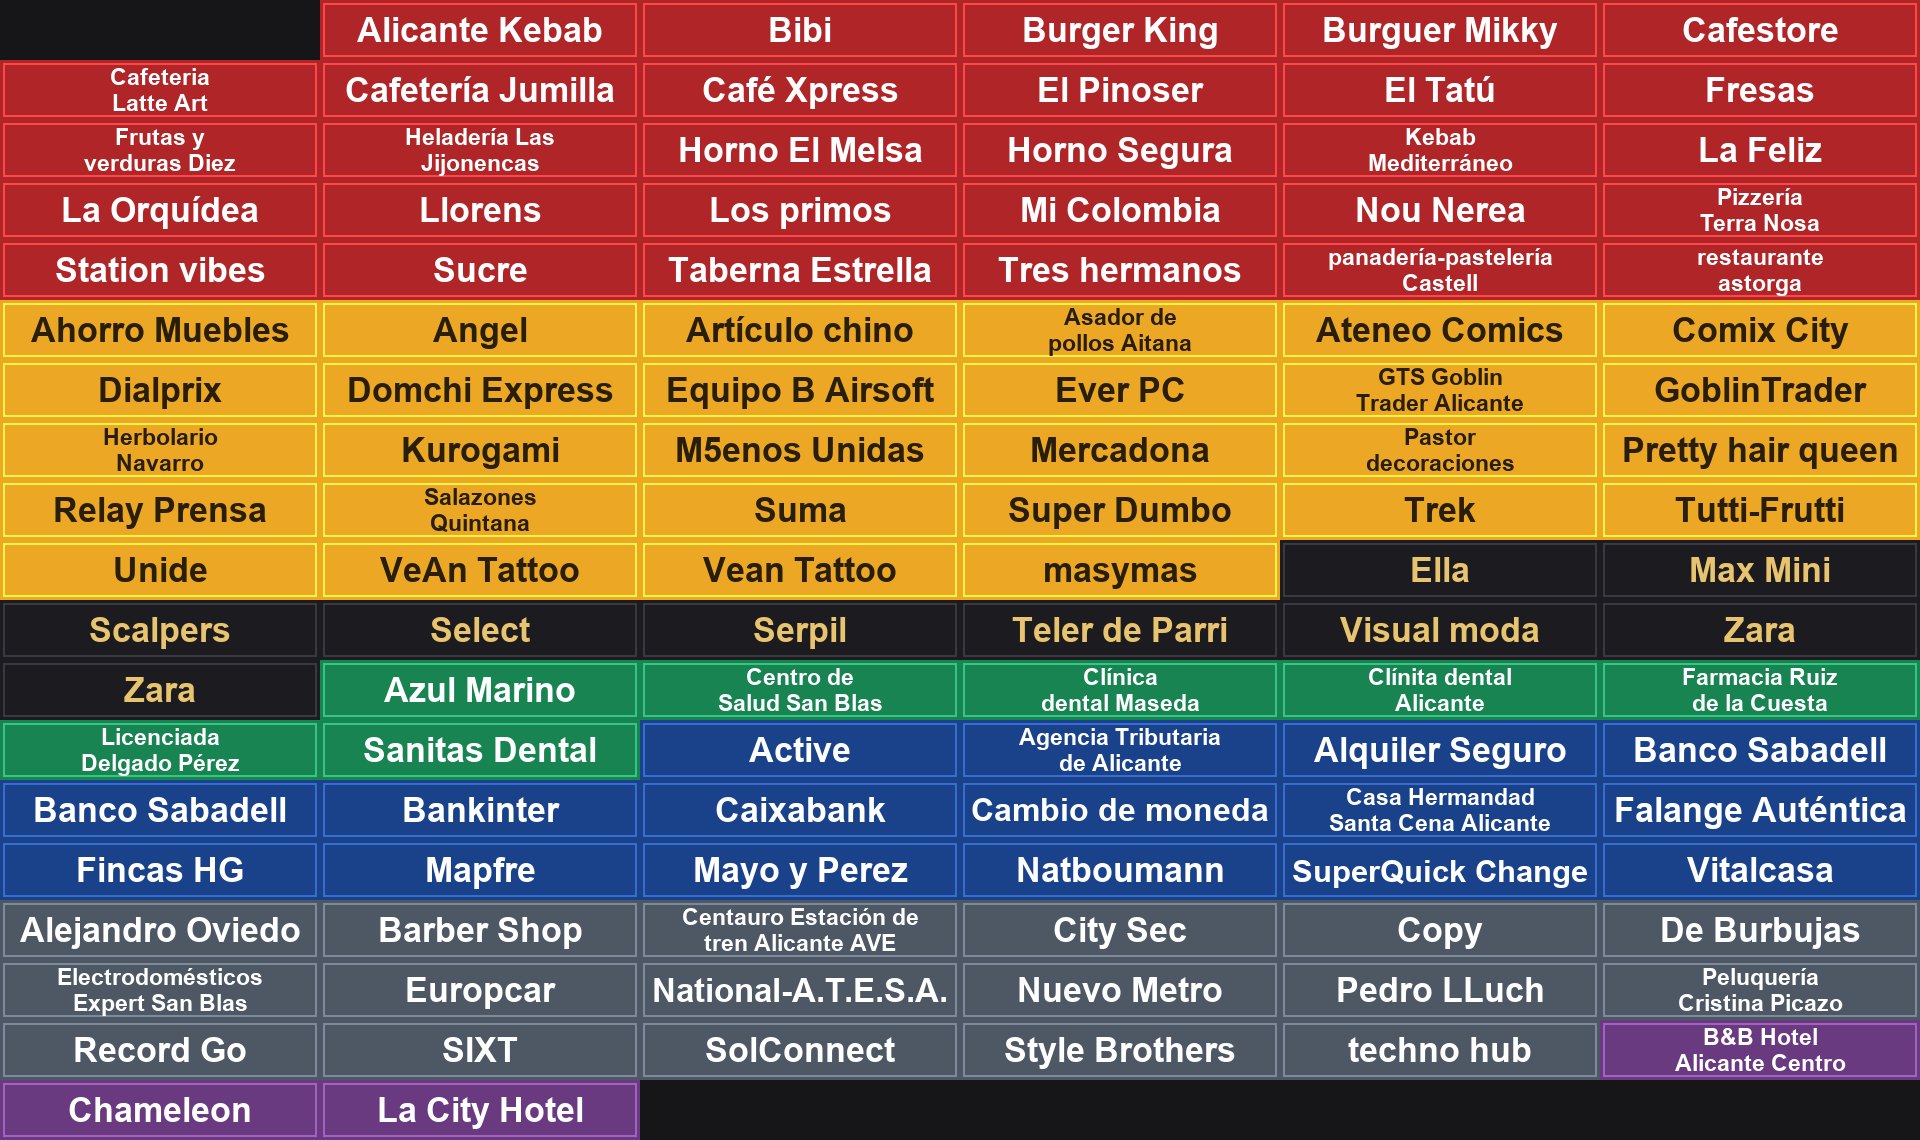 Alicante Kebab
Bibi
Burger King
Burguer Mikky
Cafestore
Cafeteria
Latte Art
Cafetería Jumilla
Café Xpress
El Pinoser
El Tatú
Fresas
Frutas y
verduras Diez
Heladería Las
Jijonencas
Horno El Melsa
Horno Segura
Kebab
Mediterráneo
La Feliz
La Orquídea
Llorens
Los primos
Mi Colombia
Nou Nerea
Pizzería
Terra Nosa
Station vibes
Sucre
Taberna Estrella
Tres hermanos
panadería-pastelería
Castell
restaurante
astorga
Ahorro Muebles
Angel
Artículo chino
Asador de
pollos Aitana
Ateneo Comics
Comix City
Dialprix
Domchi Express
Equipo B Airsoft
Ever PC
GTS Goblin
Trader Alicante
GoblinTrader
Herbolario
Navarro
Kurogami
M5enos Unidas
Mercadona
Pastor
decoraciones
Pretty hair queen
Relay Prensa
Salazones
Quintana
Suma
Super Dumbo
Trek
Tutti-Frutti
Unide
VeAn Tattoo
Vean Tattoo
masymas
Ella
Max Mini
Scalpers
Select
Serpil
Teler de Parri
Visual moda
Zara
Zara
Azul Marino
Centro de
Salud San Blas
Clínica
dental Maseda
Clínita dental
Alicante
Farmacia Ruiz
de la Cuesta
Licenciada
Delgado Pérez
Sanitas Dental
Active
Agencia Tributaria
de Alicante
Alquiler Seguro
Banco Sabadell
Banco Sabadell
Bankinter
Caixabank
Cambio de moneda
Casa Hermandad
Santa Cena Alicante
Falange Auténtica
Fincas HG
Mapfre
Mayo y Perez
Natboumann
SuperQuick Change
Vitalcasa
Alejandro Oviedo
Barber Shop
Centauro Estación de
tren Alicante AVE
City Sec
Copy
De Burbujas
Electrodomésticos
Expert San Blas
Europcar
National-A.T.E.S.A.
Nuevo Metro
Pedro LLuch
Peluquería
Cristina Picazo
Record Go
SIXT
SolConnect
Style Brothers
techno hub
B&B Hotel
Alicante Centro
Chameleon
La City Hotel